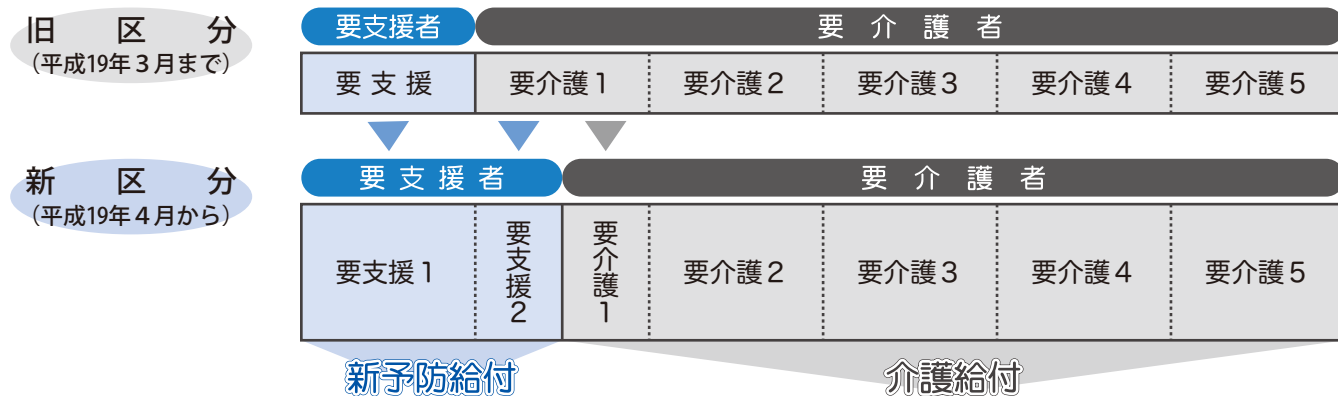 旧区分
（平成19年３月まで）
要支援者
要介護者
要支援
要介護1
要介護2
要介護3
要介護4
要介護5
新区分
（平成19年４月から）
要支援者
要介護者
要支援1
要支援2
要介護1
要介護2
要介護3
要介護4
要介護5
新予防給付
介護給付